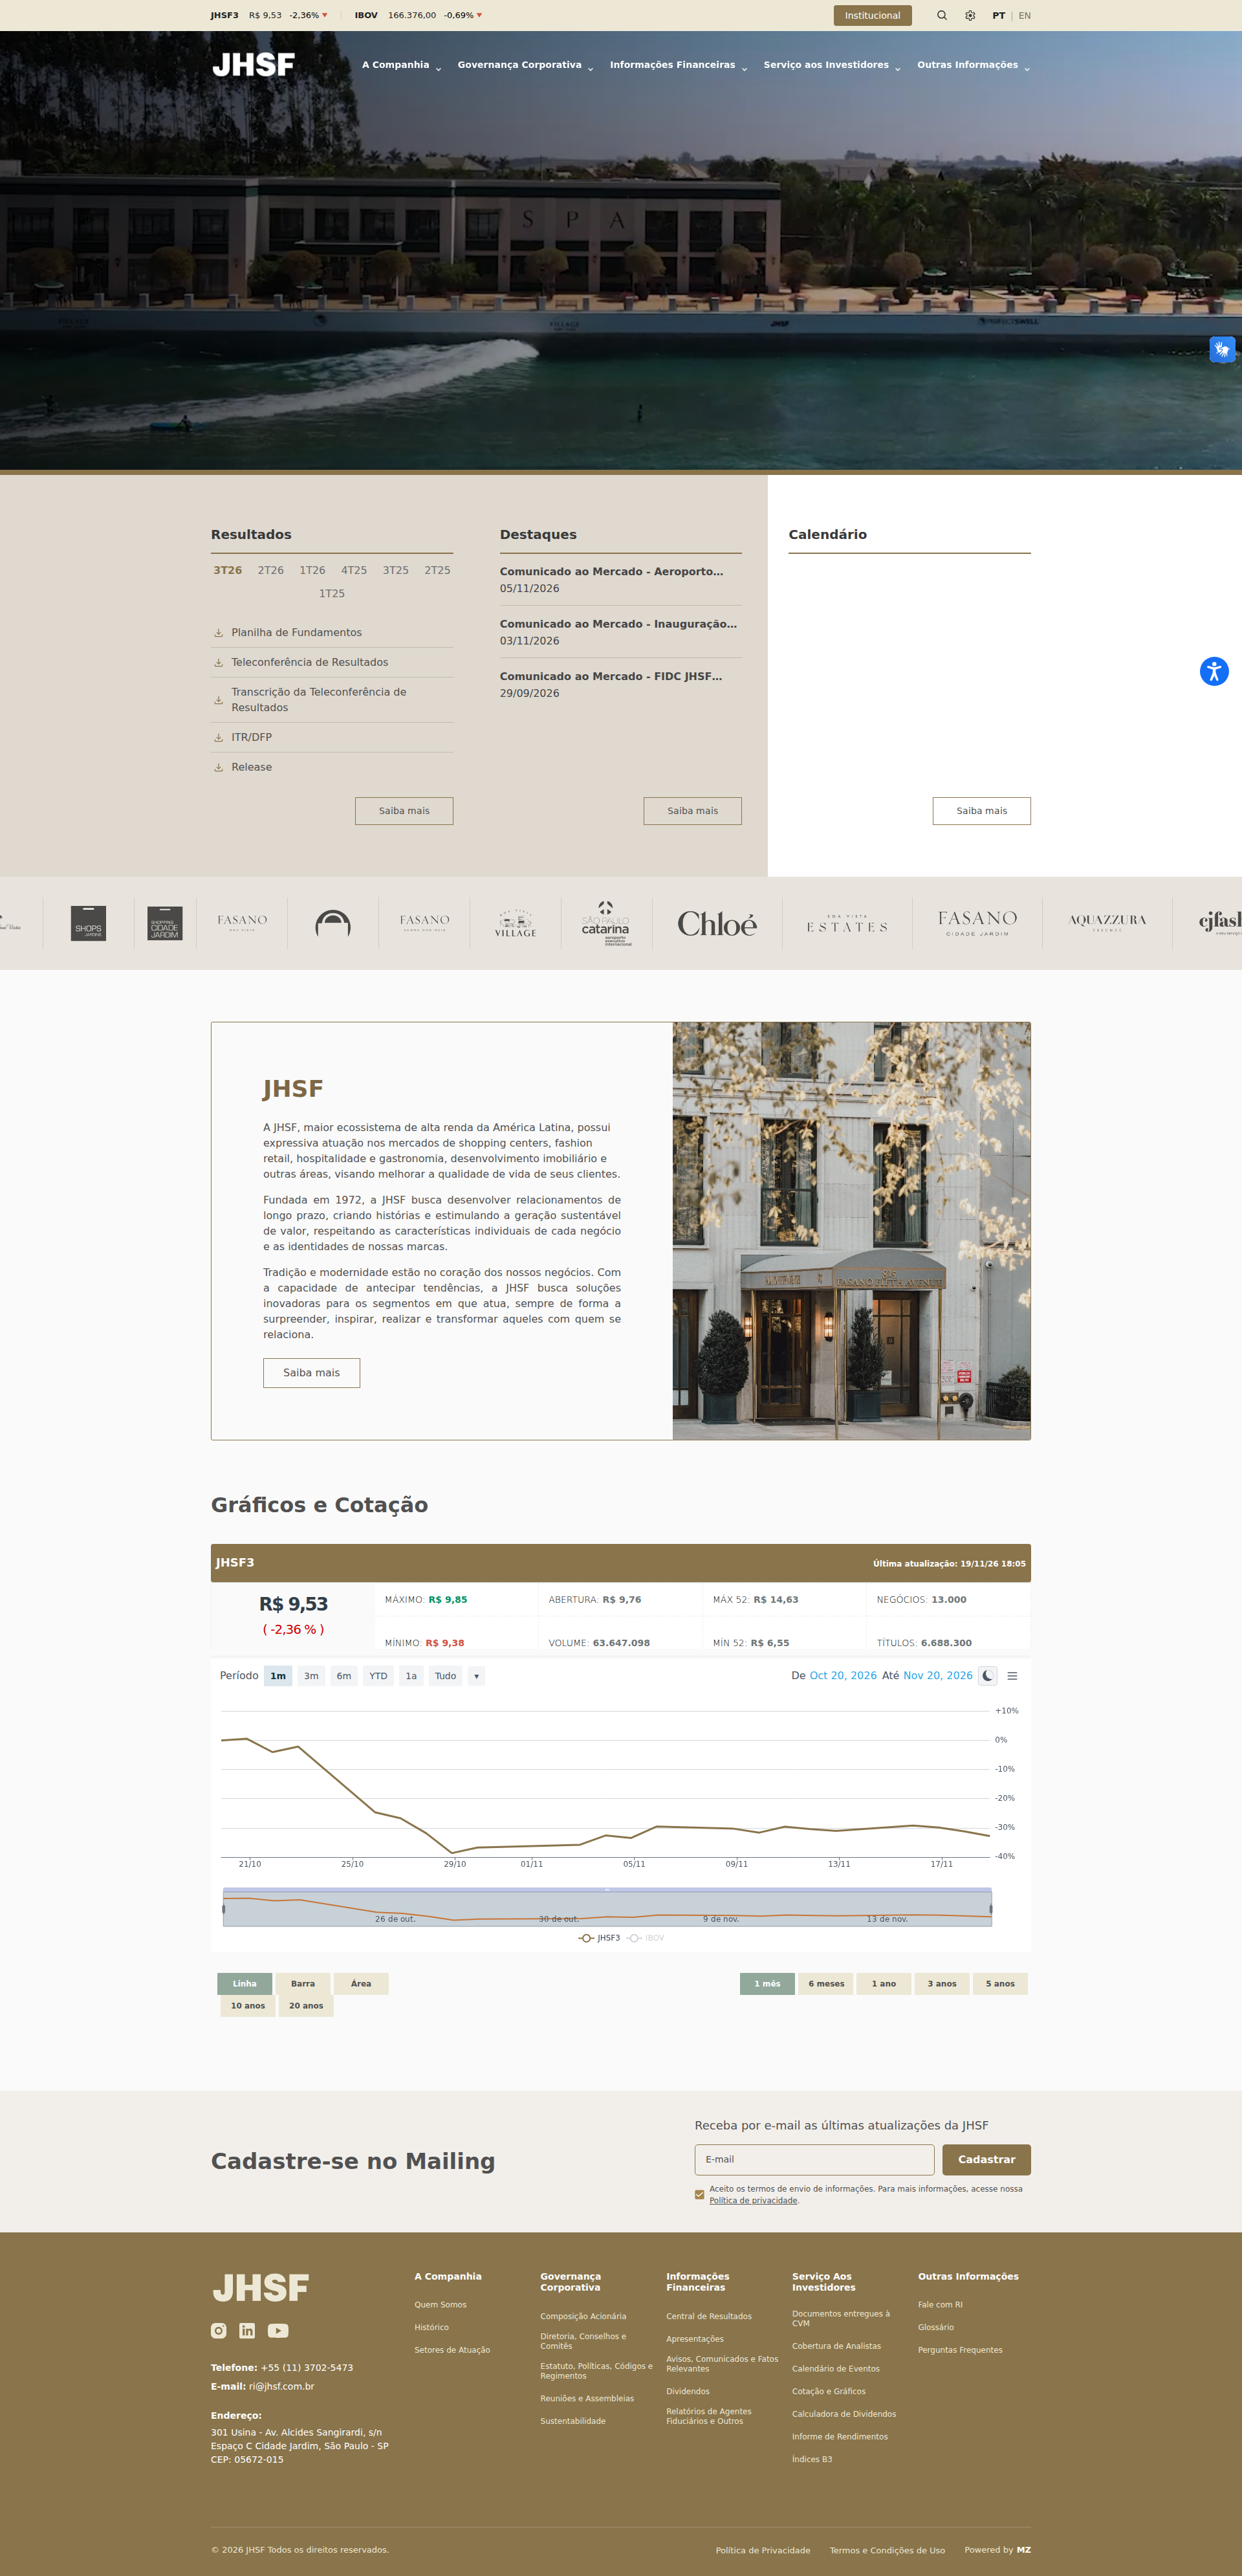 JHSF3 R$ 9,53 -2,36% IBOV 166.376,00 -0,69% Institucional PT | EN
JHSF A Companhia Governança Corporativa Informações Financeiras Serviço aos Investidores Outras Informações
SPA
Resultados
3T26 2T26 1T26 4T25 3T25 2T25
1T25
Planilha de Fundamentos
Teleconferência de Resultados
Transcrição da Teleconferência de
Resultados
ITR/DFP
Release
Saiba mais
Destaques
Comunicado ao Mercado - Aeroporto…
05/11/2026
Comunicado ao Mercado - Inauguração…
03/11/2026
Comunicado ao Mercado - FIDC JHSF…
29/09/2026
Saiba mais
Calendário
Saiba mais
SHOPS
JARDINS
SHOPPING
CIDADE
JARDIM
FASANO
BOA VISTA
FASANO
VILLAGE
SÃO PAULO
catarina
aeroporto
executivo
internacional
Chloé
BOA VISTA
ESTATES
FASANO
CIDADE JARDIM
AQUAZZURA
FIRENZE
JHSF
A JHSF, maior ecossistema de alta renda da América Latina, possui
expressiva atuação nos mercados de shopping centers, fashion
retail, hospitalidade e gastronomia, desenvolvimento imobiliário e
outras áreas, visando melhorar a qualidade de vida de seus clientes.
Fundada em 1972, a JHSF busca desenvolver relacionamentos de
longo prazo, criando histórias e estimulando a geração sustentável
de valor, respeitando as características individuais de cada negócio
e as identidades de nossas marcas.
Tradição e modernidade estão no coração dos nossos negócios. Com
a capacidade de antecipar tendências, a JHSF busca soluções
inovadoras para os segmentos em que atua, sempre de forma a
surpreender, inspirar, realizar e transformar aqueles com quem se
relaciona.
Saiba mais
815
FASANO FIFTH AVENUE
Gráficos e Cotação
JHSF3 Última atualização: 19/11/26 18:05
R$ 9,53
( -2,36 % )
MÁXIMO: R$ 9,85 ABERTURA: R$ 9,76 MÁX 52: R$ 14,63 NEGÓCIOS: 13.000
MÍNIMO: R$ 9,38 VOLUME: 63.647.098 MÍN 52: R$ 6,55 TÍTULOS: 6.688.300
Período 1m 3m 6m YTD 1a Tudo ▾ De Oct 20, 2026 Até Nov 20, 2026
+10%
0%
-10%
-20%
-30%
-40%
21/10 25/10 29/10 01/11 05/11 09/11 13/11 17/11
26 de out. 30 de out. 9 de nov. 13 de nov.
JHSF3 IBOV
Linha Barra Área 1 mês 6 meses 1 ano 3 anos 5 anos
10 anos 20 anos
Cadastre-se no Mailing
Receba por e-mail as últimas atualizações da JHSF
E-mail Cadastrar
Aceito os termos de envio de informações. Para mais informações, acesse nossa
Política de privacidade.
JHSF
Telefone: +55 (11) 3702-5473
E-mail: ri@jhsf.com.br
Endereço:
301 Usina - Av. Alcides Sangirardi, s/n
Espaço C Cidade Jardim, São Paulo - SP
CEP: 05672-015
A Companhia
Quem Somos
Histórico
Setores de Atuação
Governança
Corporativa
Composição Acionária
Diretoria, Conselhos e
Comitês
Estatuto, Políticas, Códigos e
Regimentos
Reuniões e Assembleias
Sustentabilidade
Informações
Financeiras
Central de Resultados
Apresentações
Avisos, Comunicados e Fatos
Relevantes
Dividendos
Relatórios de Agentes
Fiduciários e Outros
Serviço Aos
Investidores
Documentos entregues à
CVM
Cobertura de Analistas
Calendário de Eventos
Cotação e Gráficos
Calculadora de Dividendos
Informe de Rendimentos
Índices B3
Outras Informações
Fale com RI
Glossário
Perguntas Frequentes
© 2026 JHSF Todos os direitos reservados. Política de Privacidade Termos e Condições de Uso Powered by MZ